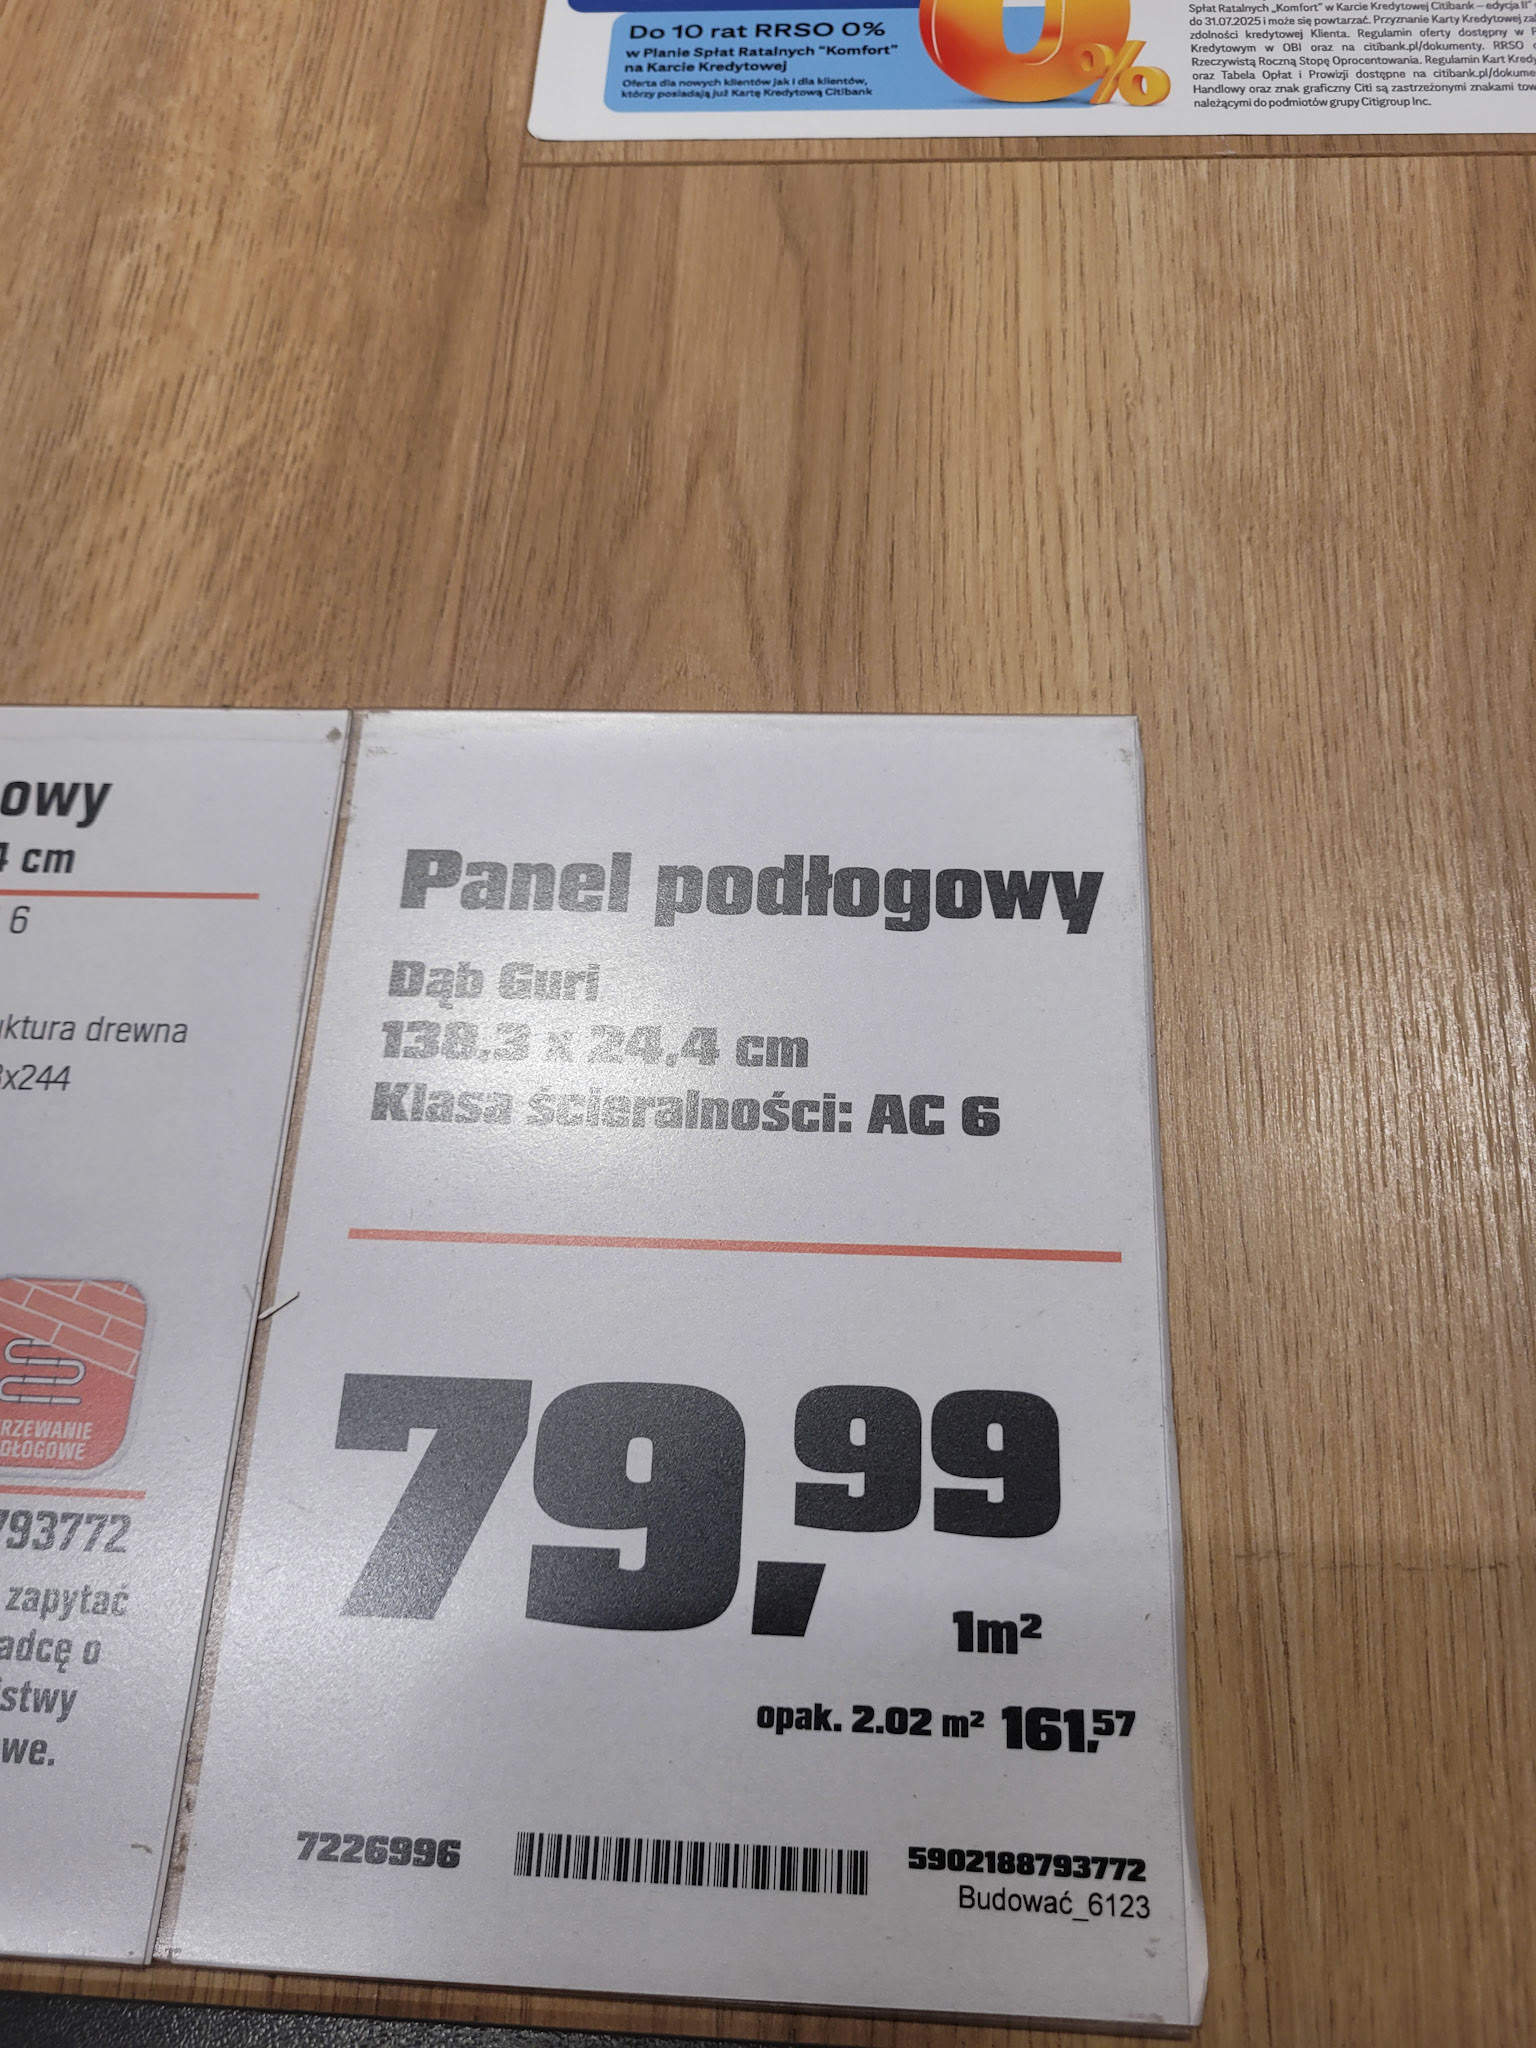 Do 10 rat RRSO 0%
w Planie Spłat Ratalnych "Komfort"
na Karcie Kredytowej
Oferta dla nowych klientów jak i dla klientów,
którzy posiadają już Kartę Kredytową Citibank
0%
Spłat Ratalnych „Komfort" w Karcie Kredytowej Citibank – edycja II"
do 31.07.2025 i może się powtarzać. Przyznanie Karty Kredytowej
zdolności kredytowej Klienta. Regulamin oferty dostępny w
Kredytowym w OBI oraz na citibank.pl/dokumenty. RRSO
Rzeczywistą Roczną Stopę Oprocentowania. Regulamin Kart
oraz Tabela Opłat i Prowizji dostępne na
Handlowy oraz znak graficzny Citi są zastrzeżonymi znakami
należącymi do podmiotów grupy Citigroup Inc.
owy
4 cm
6
uktura drewna
x244
RZEWANIE
DŁOGOWE
793772
zapytać
adcę o
istwy
we.
Panel podłogowy
Dąb Guri
138,3 x 24,4 cm
Klasa ścieralności: AC 6
79,99
1m²
opak. 2.02 m² 161,57
7226996
5902188793772
Budować_6123